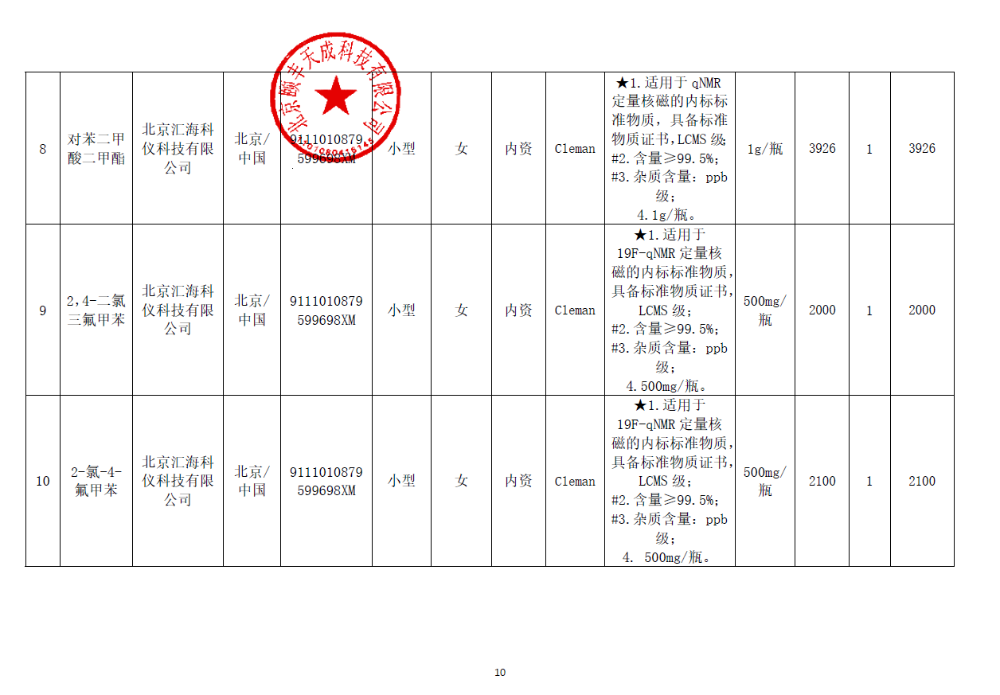 北京颐丰天成科技有限公司
8
对苯二甲
酸二甲酯
北京汇海科
仪科技有限
公司
北京/
中国
9111010879
599698XM
小型
女
内资
Cleman
★1.适用于 qNMR
定量核磁的内标标
准物质，具备标准
物质证书，LCMS 级；
#2.含量≥99.5%；
#3.杂质含量：ppb
级；
4.1g/瓶。
1g/瓶
3926
1
3926
9
2,4-二氯
三氟甲苯
北京汇海科
仪科技有限
公司
北京/
中国
9111010879
599698XM
小型
女
内资
Cleman
★1.适用于
19F-qNMR 定量核
磁的内标标准物质，
具备标准物质证书，
LCMS 级；
#2.含量≥99.5%；
#3.杂质含量：ppb
级；
4.500mg/瓶。
500mg/
瓶
2000
1
2000
10
2-氯-4-
氟甲苯
北京汇海科
仪科技有限
公司
北京/
中国
9111010879
599698XM
小型
女
内资
Cleman
★1.适用于
19F-qNMR 定量核
磁的内标标准物质，
具备标准物质证书，
LCMS 级；
#2.含量≥99.5%；
#3.杂质含量：ppb
级；
4. 500mg/瓶。
500mg/
瓶
2100
1
2100
10